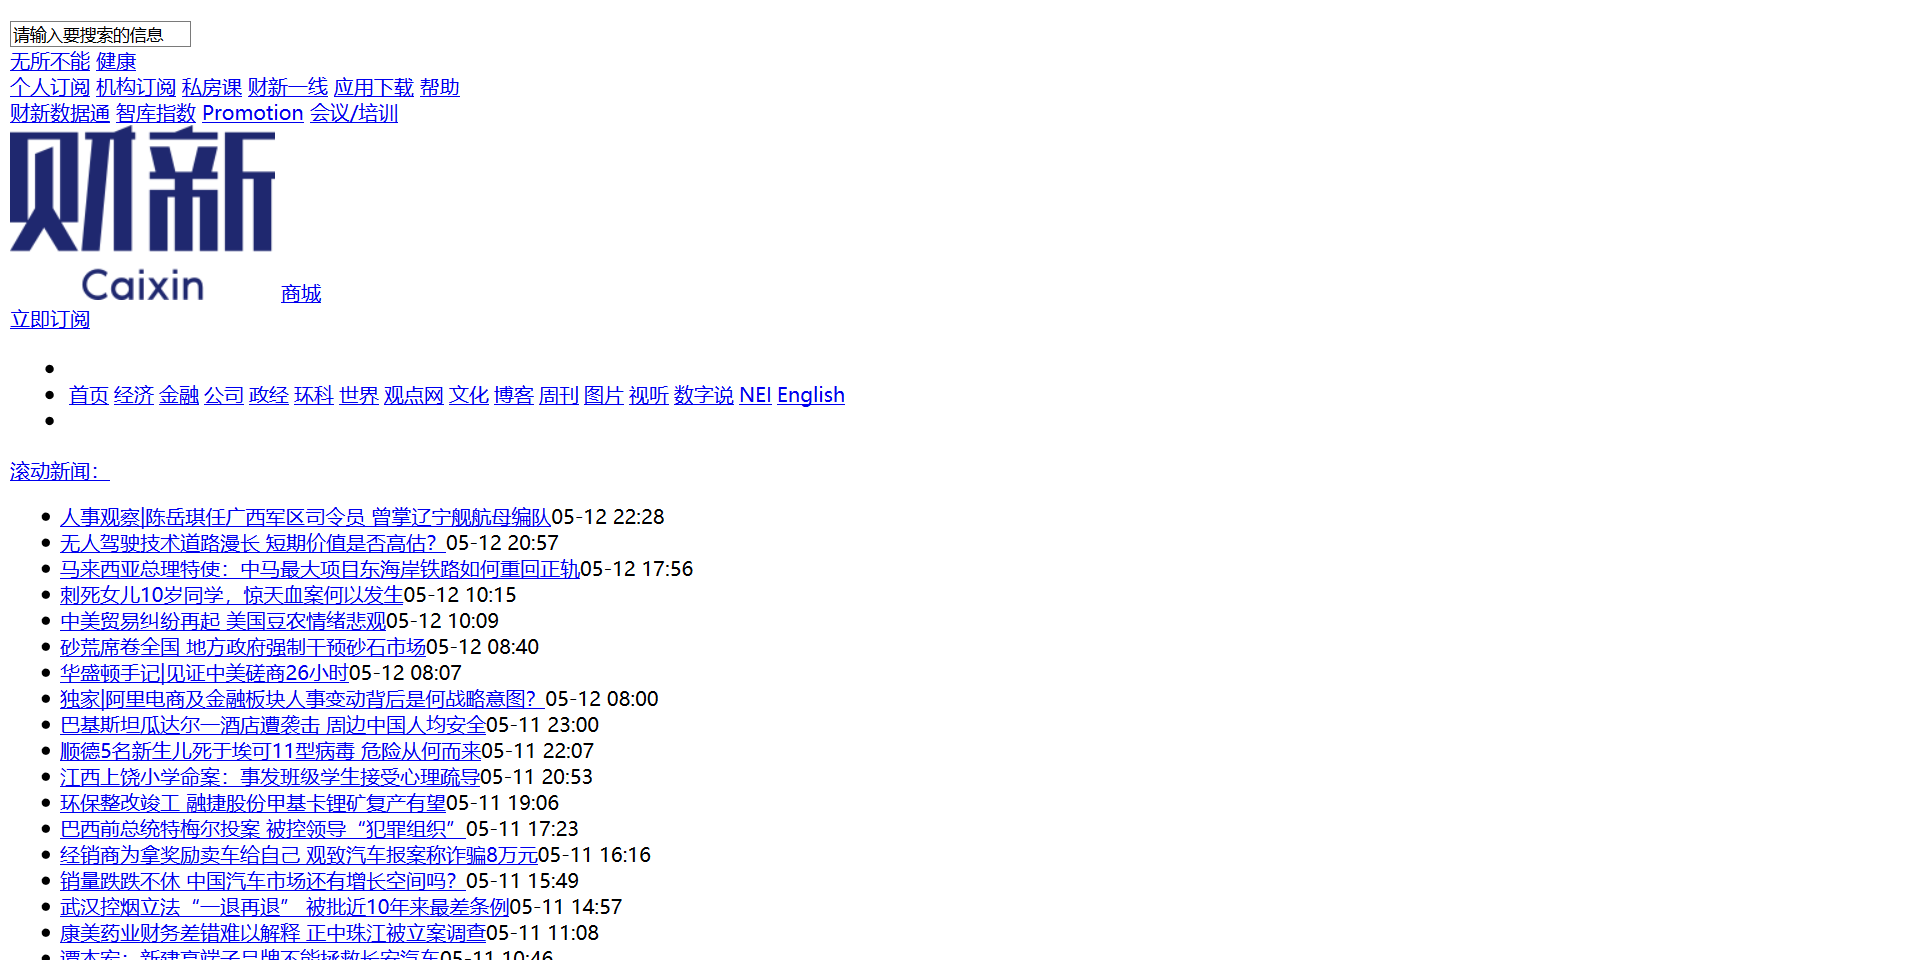 请输入要搜索的信息
无所不能 健康
个人订阅 机构订阅 私房课 财新一线 应用下载 帮助
财新数据通 智库指数 Promotion 会议/培训
财新
Caixin 商城
立即订阅
首页 经济 金融 公司 政经 环科 世界 观点网 文化 博客 周刊 图片 视听 数字说 NEI English
滚动新闻：
人事观察|陈岳琪任广西军区司令员 曾掌辽宁舰航母编队05-12 22:28
无人驾驶技术道路漫长 短期价值是否高估？05-12 20:57
马来西亚总理特使：中马最大项目东海岸铁路如何重回正轨05-12 17:56
刺死女儿10岁同学，惊天血案何以发生05-12 10:15
中美贸易纠纷再起 美国豆农情绪悲观05-12 10:09
砂荒席卷全国 地方政府强制干预砂石市场05-12 08:40
华盛顿手记|见证中美磋商26小时05-12 08:07
独家|阿里电商及金融板块人事变动背后是何战略意图？05-12 08:00
巴基斯坦瓜达尔一酒店遭袭击 周边中国人均安全05-11 23:00
顺德5名新生儿死于埃可11型病毒 危险从何而来05-11 22:07
江西上饶小学命案：事发班级学生接受心理疏导05-11 20:53
环保整改竣工 融捷股份甲基卡锂矿复产有望05-11 19:06
巴西前总统特梅尔投案 被控领导“犯罪组织”05-11 17:23
经销商为拿奖励卖车给自己 观致汽车报案称诈骗8万元05-11 16:16
销量跌跌不休 中国汽车市场还有增长空间吗？05-11 15:49
武汉控烟立法“一退再退” 被批近10年来最差条例05-11 14:57
康美药业财务差错难以解释 正中珠江被立案调查05-11 11:08
谭本宏：新建高端子品牌不能拯救长安汽车05-11 10:46